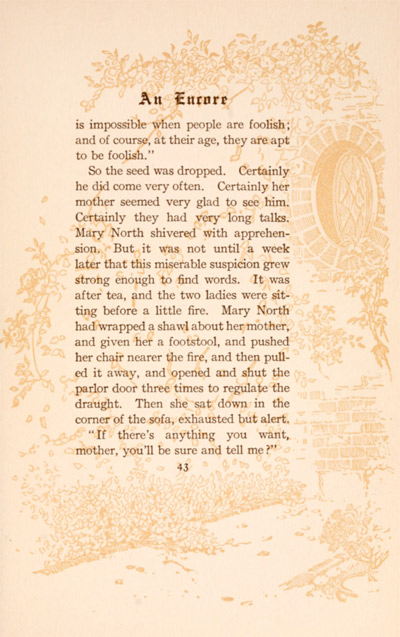 An Encore
is impossible when people are foolish;
and of course, at their age, they are apt
to be foolish."
So the seed was dropped. Certainly
he did come very often. Certainly her
mother seemed very glad to see him.
Certainly they had very long talks.
Mary North shivered with apprehen-
sion. But it was not until a week
later that this miserable suspicion grew
strong enough to find words. It was
after tea, and the two ladies were sit-
ting before a little fire. Mary North
had wrapped a shawl about her mother,
and given her a footstool, and pushed
her chair nearer the fire, and then pull-
ed it away, and opened and shut the
parlor door three times to regulate the
draught. Then she sat down in the
corner of the sofa, exhausted but alert.
"If there's anything you want,
mother, you'll be sure and tell me?"
43